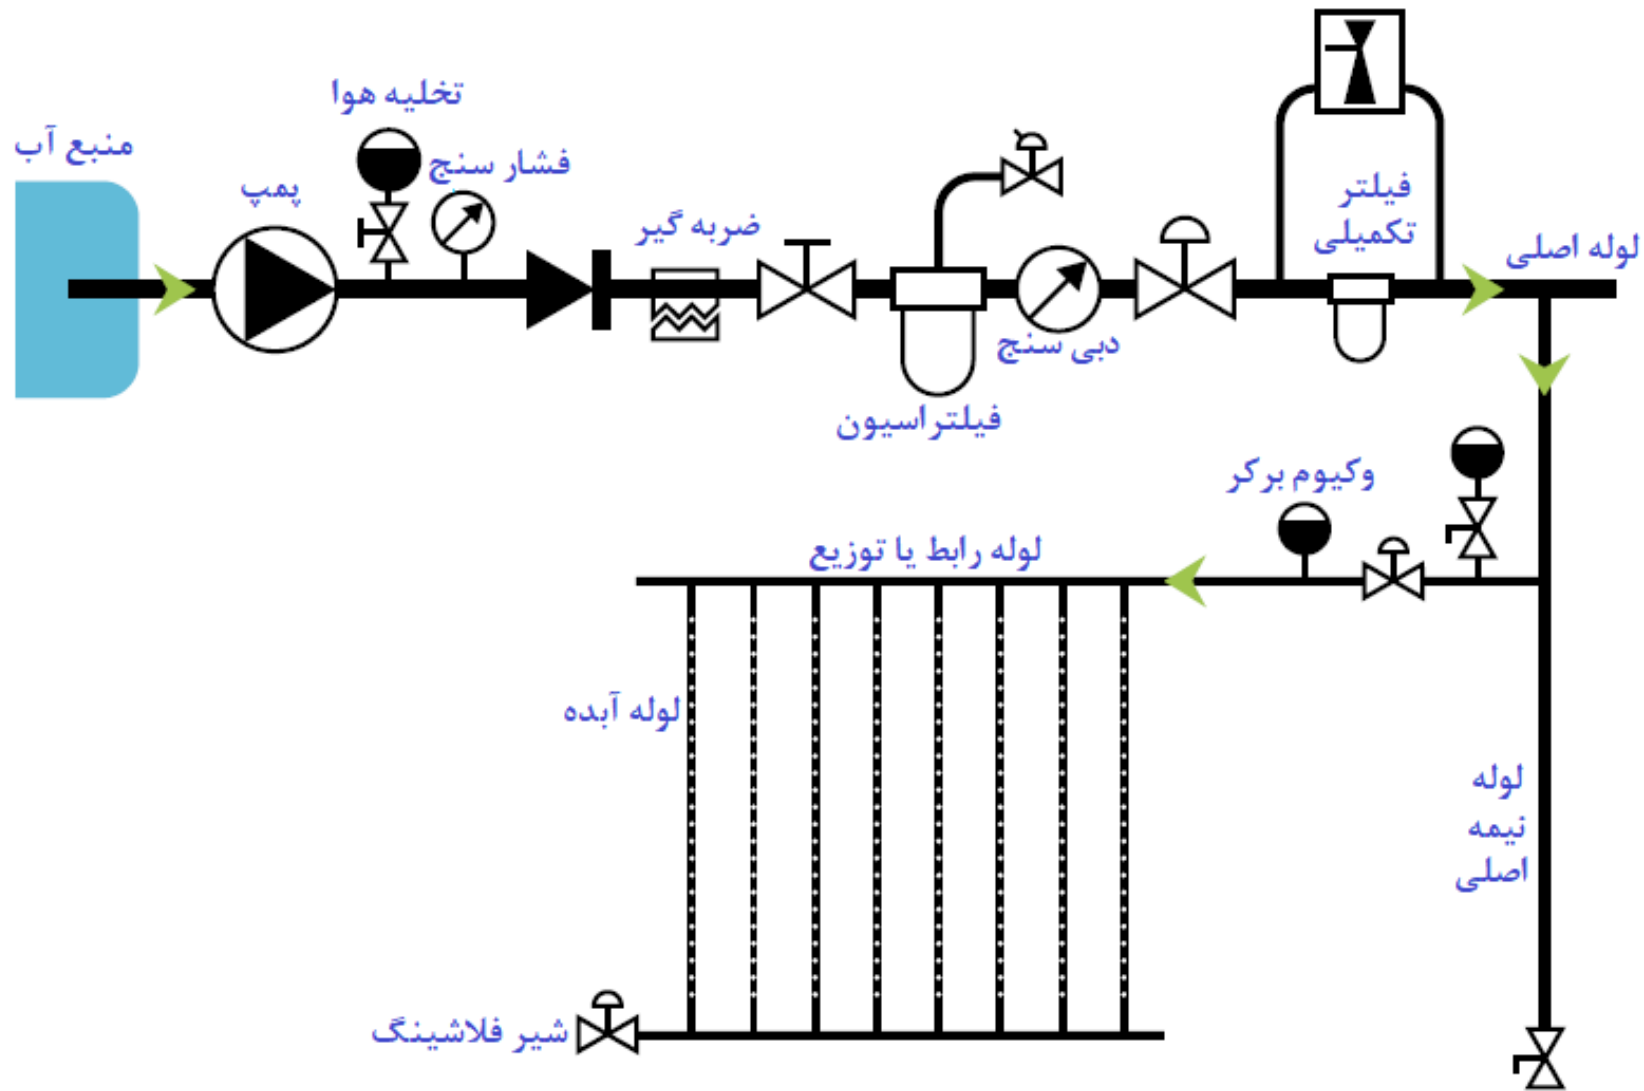 تخلیه هوا
منبع آب
فشار سنج
پمپ
ضربه گیر
فیلتر
تکمیلی
لوله اصلی
دبی سنج
فیلتراسیون
وکیوم برکر
لوله رابط یا توزیع
لوله آبده
لوله
نیمه
اصلی
شیر فلاشینگ